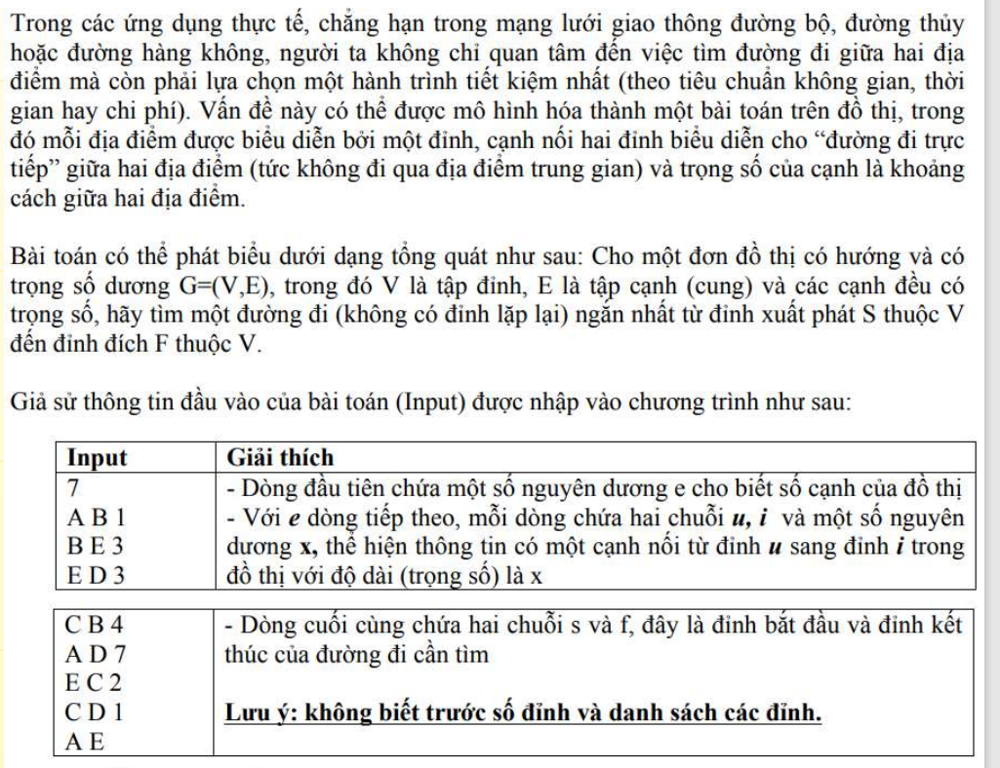 Trong các ứng dụng thực tế, chẳng hạn trong mạng lưới giao thông đường bộ, đường thủy
hoặc đường hàng không, người ta không chỉ quan tâm đến việc tìm đường đi giữa hai địa
điểm mà còn phải lựa chọn một hành trình tiết kiệm nhất (theo tiêu chuẩn không gian, thời
gian hay chi phí). Vấn đề này có thể được mô hình hóa thành một bài toán trên đồ thị, trong
đó mỗi địa điểm được biểu diễn bởi một đỉnh, cạnh nối hai đỉnh biểu diễn cho “đường đi trực
tiếp” giữa hai địa điểm (tức không đi qua địa điểm trung gian) và trọng số của cạnh là khoảng
cách giữa hai địa điểm.
Bài toán có thể phát biểu dưới dạng tổng quát như sau: Cho một đơn đồ thị có hướng và có
trọng số dương G=(V,E), trong đó V là tập đỉnh, E là tập cạnh (cung) và các cạnh đều có
trọng số, hãy tìm một đường đi (không có đỉnh lặp lại) ngắn nhất từ đỉnh xuất phát S thuộc V
đến đỉnh đích F thuộc V.
Giả sử thông tin đầu vào của bài toán (Input) được nhập vào chương trình như sau:
Input Giải thích
7 - Dòng đầu tiên chứa một số nguyên dương e cho biết số cạnh của đồ thị
A B 1 - Với e dòng tiếp theo, mỗi dòng chứa hai chuỗi u, i và một số nguyên
B E 3 dương x, thể hiện thông tin có một cạnh nối từ đỉnh u sang đỉnh i trong
E D 3 đồ thị với độ dài (trọng số) là x
C B 4 - Dòng cuối cùng chứa hai chuỗi s và f, đây là đỉnh bắt đầu và đỉnh kết
A D 7 thúc của đường đi cần tìm
E C 2
C D 1 Lưu ý: không biết trước số đỉnh và danh sách các đỉnh.
A E